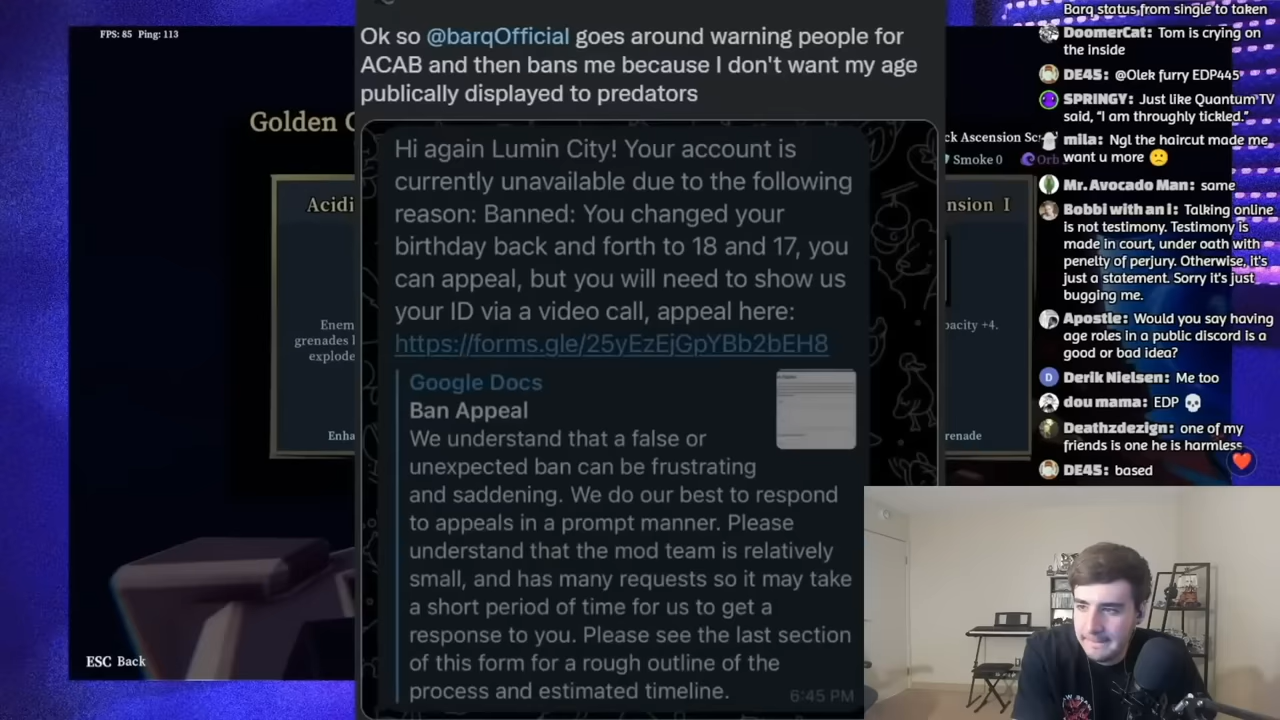 FPS: 85 Ping: 113
Golden C
Acidi
Enem
grenades
explode
Enha
ESC Back
Ok so @barqOfficial goes around warning people for
ACAB and then bans me because I don't want my age
publically displayed to predators
Hi again Lumin City! Your account is
currently unavailable due to the following
reason: Banned: You changed your
birthday back and forth to 18 and 17, you
can appeal, but you will need to show us
your ID via a video call, appeal here:
https://forms.gle/25yEzEjGpYBb2bEH8
Google Docs
Ban Appeal
We understand that a false or
unexpected ban can be frustrating
and saddening. We do our best to respond
to appeals in a prompt manner. Please
understand that the mod team is relatively
small, and has many requests so it may take
a short period of time for us to get a
response to you. Please see the last section
of this form for a rough outline of the
process and estimated timeline.
6:45 PM
ck Ascension Sc
Smoke 0
Orb
nsion I
pacity +4.
renade
Barq status from single to taken
DoomerCat: Tom is crying on
the inside
DE45: @Olek furry EDP445
SPRINGY: Just like QuantumTV
said, “I am throughly tickled.”
mila: Ngl the haircut made me
want u more 🙁
Mr. Avocado Man: same
Bobbi with an i: Talking online
is not testimony. Testimony is
made in court, under oath with
penelty of perjury. Otherwise, it's
just a statement. Sorry it's just
bugging me.
Apostle: Would you say having
age roles in a public discord is a
good or bad idea?
Derik Nielsen: Me too
dou mama: EDP 💀
Deathzdezign: one of my
friends is one he is harmless
DE45: based